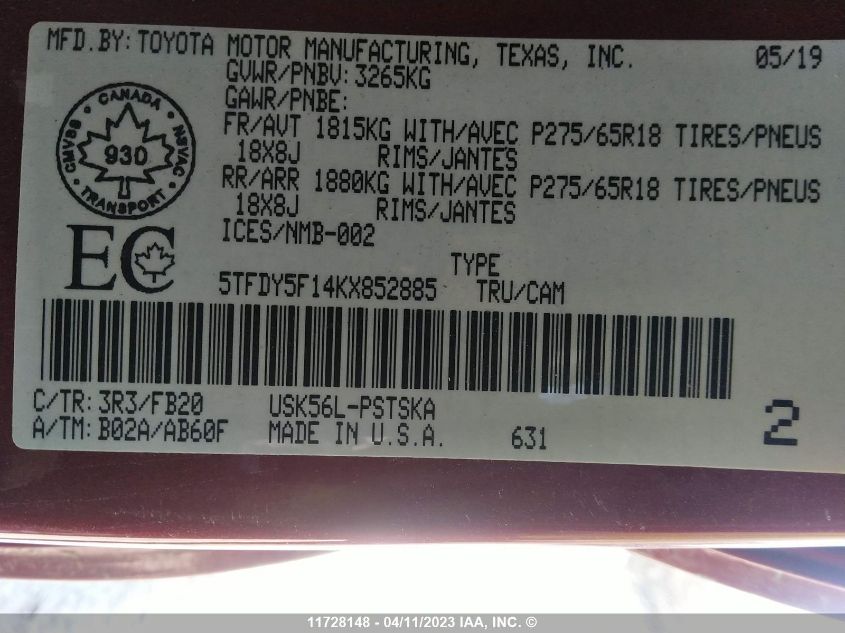 MFD.BY: TOYOTA MOTOR MANUFACTURING, TEXAS, INC. 05/19
GVWR/PNBV: 3265KG
GAWR/PNBE:
FR/AVT 1815KG WITH/AVEC P275/65R18 TIRES/PNEUS
18X8J RIMS/JANTES
RR/ARR 1880KG WITH/AVEC P275/65R18 TIRES/PNEUS
18X8J RIMS/JANTES
ICES/NMB-002
CANADA
CMVSS
NSVAC
930
TRANSPORT
EC
TYPE
5TFDY5F14KX852885 TRU/CAM
C/TR: 3R3/FB20 USK56L-PSTSKA
A/TM: B02A/AB60F MADE IN U.S.A. 631
2
11728148 - 04/11/2023 IAA, INC. ©